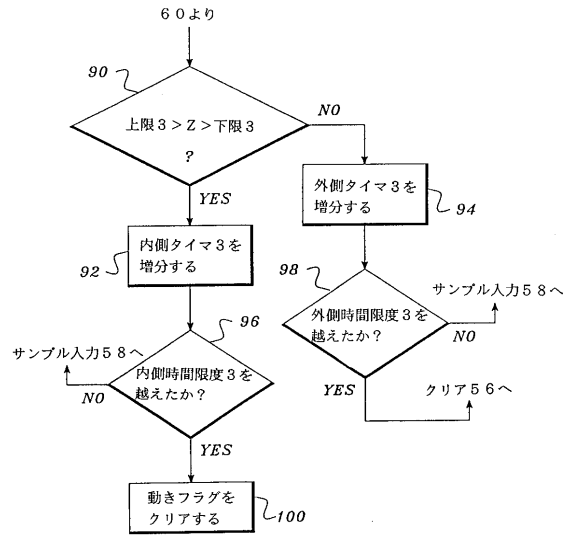 ６０より
90
上限３＞Ｚ＞下限３
？
NO
YES
外側タイマ３を
増分する
94
内側タイマ３を
増分する
92
98
サンプル入力５８へ
外側時間限度３を
越えたか？
NO
YES
クリア５６へ
96
サンプル入力５８へ
内側時間限度３を
越えたか？
NO
YES
動きフラグを
クリアする
100